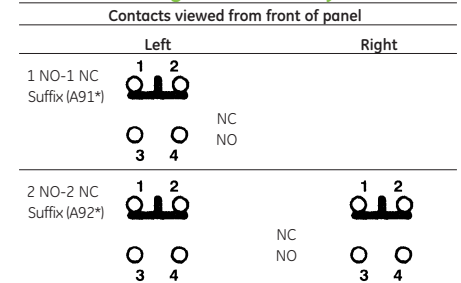 Contacts viewed from front of panel
Left Right
1 2
1 NO-1 NC
Suffix (A91*)
NC
NO
3 4
1 2 1 2
2 NO-2 NC
Suffix (A92*)
NC
NO
3 4 3 4